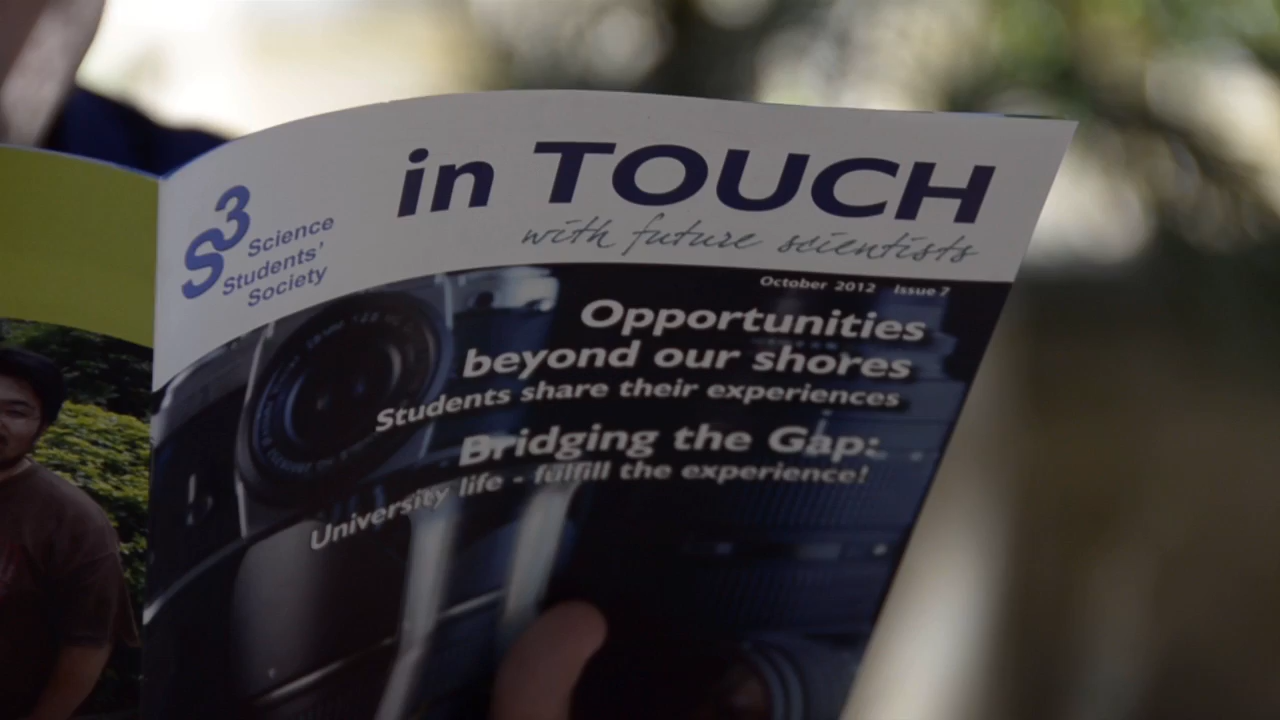 S3
Science
Students'
Society
in TOUCH
with future scientists
October 2012 Issue 7
Opportunities
beyond our shores
Students share their experiences
Bridging the Gap:
University life - fulfill the experience!